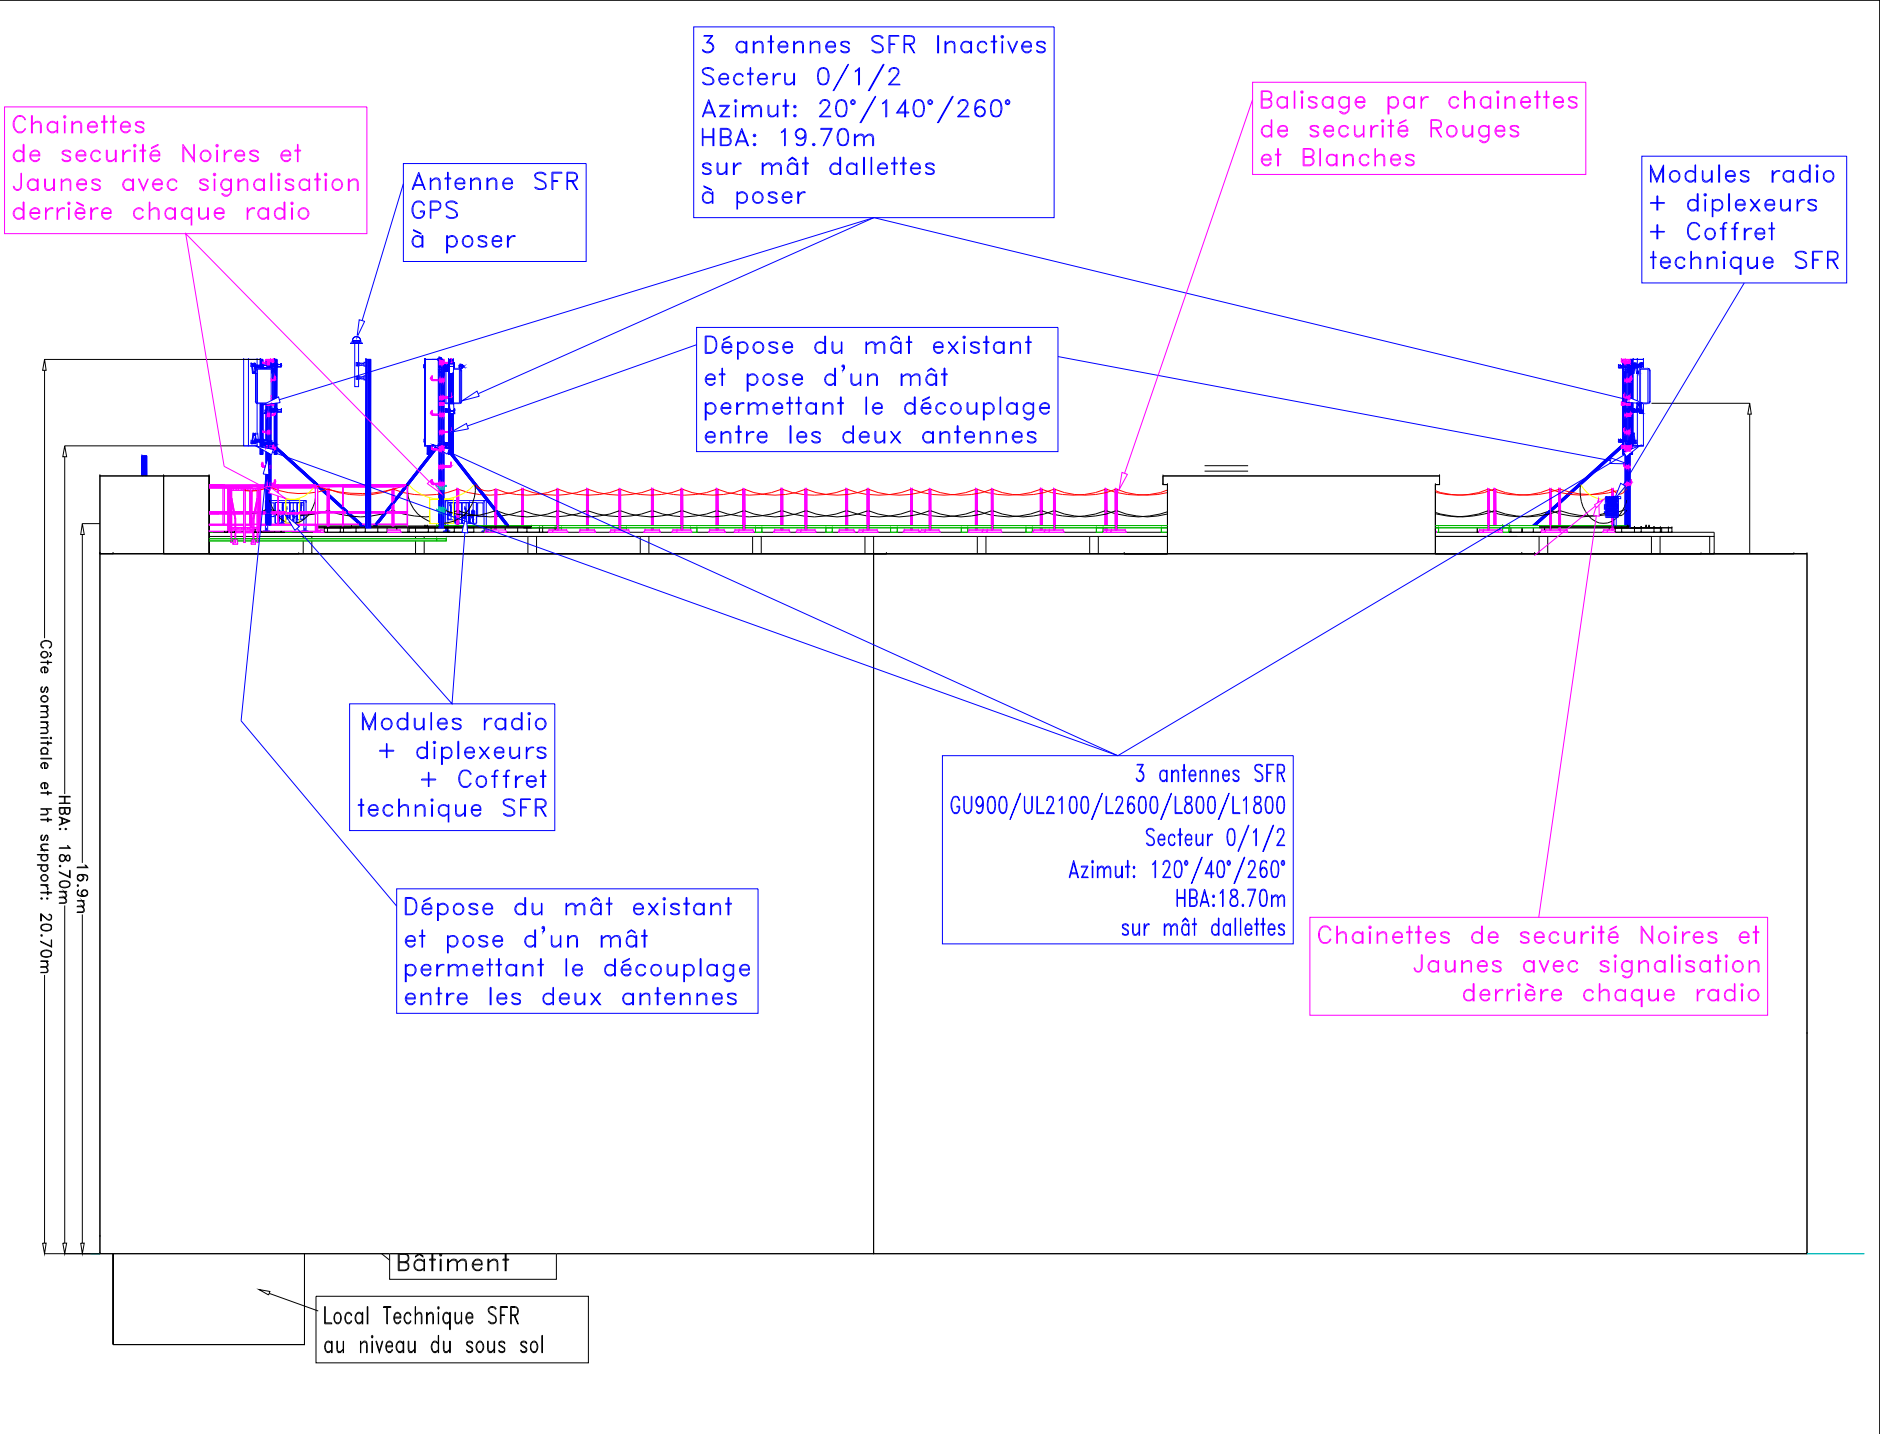 3 antennes SFR Inactives
Secteru 0/1/2
Azimut: 20°/140°/260°
HBA: 19.70m
sur mât dallettes
à poser
Balisage par chainettes
de securité Rouges
et Blanches
Chainettes
de securité Noires et
Jaunes avec signalisation
derrière chaque radio
Antenne SFR
GPS
à poser
Modules radio
+ diplexeurs
+ Coffret
technique SFR
Dépose du mât existant
et pose d'un mât
permettant le découplage
entre les deux antennes
Côte sommitale et ht support: 20.70m
HBA: 18.70m
16.9m
Modules radio
+ diplexeurs
+ Coffret
technique SFR
3 antennes SFR
GU900/UL2100/L2600/L800/L1800
Secteur 0/1/2
Azimut: 120°/40°/260°
HBA:18.70m
sur mât dallettes
Dépose du mât existant
et pose d'un mât
permettant le découplage
entre les deux antennes
Chainettes de securité Noires et
Jaunes avec signalisation
derrière chaque radio
Bâtiment
Local Technique SFR
au niveau du sous sol